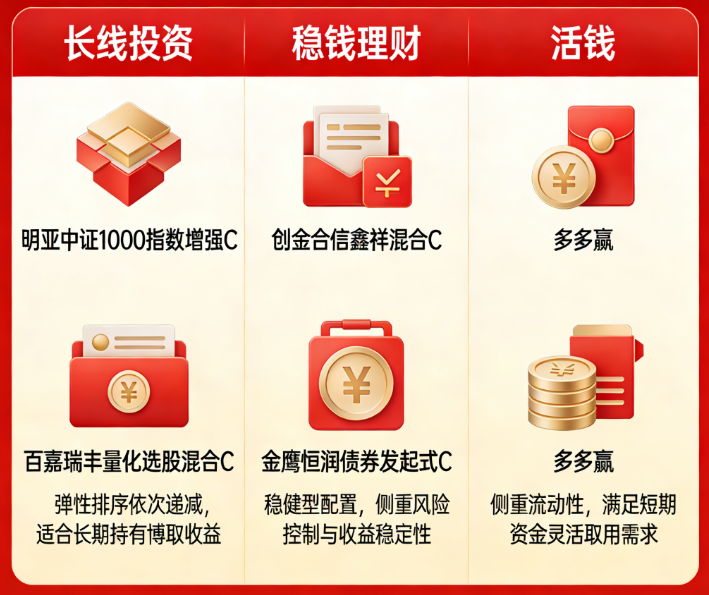 长线投资
稳钱理财
活钱
明亚中证1000指数增强C
创金合信鑫祥混合C
多多赢
百嘉瑞丰量化选股混合C
金鹰恒润债券发起式C
多多赢
弹性排序依次递减，
适合长期持有博取收益
稳健型配置，侧重风险
控制与收益稳定性
侧重流动性，满足短期
资金灵活取用需求